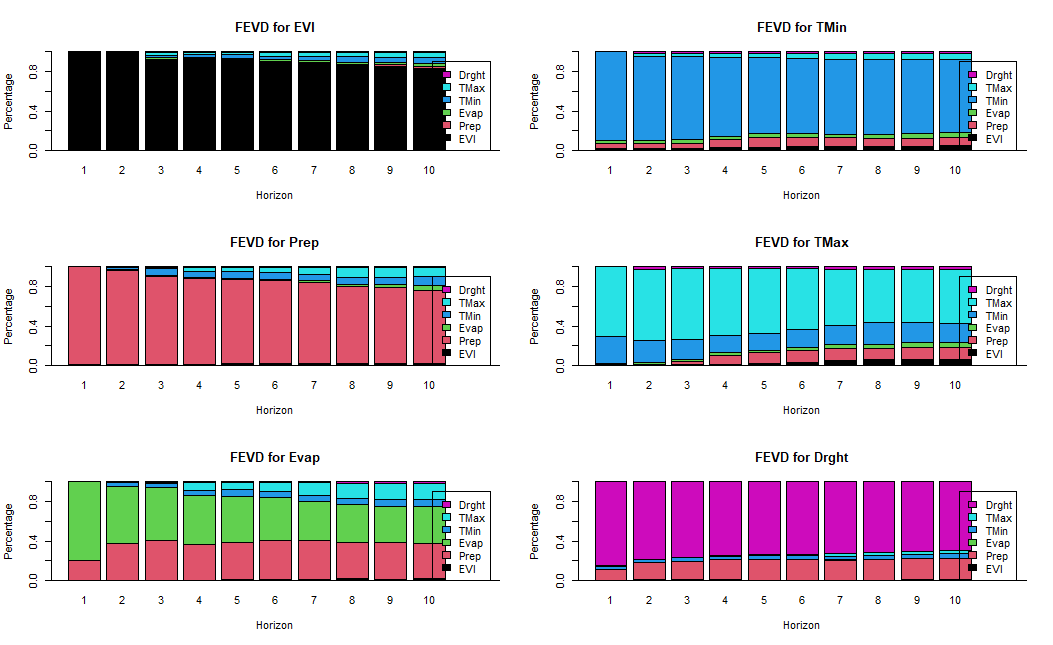 FEVD for EVI
Percentage
0.8
0.4
0.0
Drght
TMax
TMin
Evap
Prep
EVI
1 2 3 4 5 6 7 8 9 10
Horizon
FEVD for TMin
Percentage
0.8
0.4
0.0
Drght
TMax
TMin
Evap
Prep
EVI
1 2 3 4 5 6 7 8 9 10
Horizon
FEVD for Prep
Percentage
0.8
0.4
0.0
Drght
TMax
TMin
Evap
Prep
EVI
1 2 3 4 5 6 7 8 9 10
Horizon
FEVD for TMax
Percentage
0.8
0.4
0.0
Drght
TMax
TMin
Evap
Prep
EVI
1 2 3 4 5 6 7 8 9 10
Horizon
FEVD for Evap
Percentage
0.8
0.4
0.0
Drght
TMax
TMin
Evap
Prep
EVI
1 2 3 4 5 6 7 8 9 10
Horizon
FEVD for Drght
Percentage
0.8
0.4
0.0
Drght
TMax
TMin
Evap
Prep
EVI
1 2 3 4 5 6 7 8 9 10
Horizon